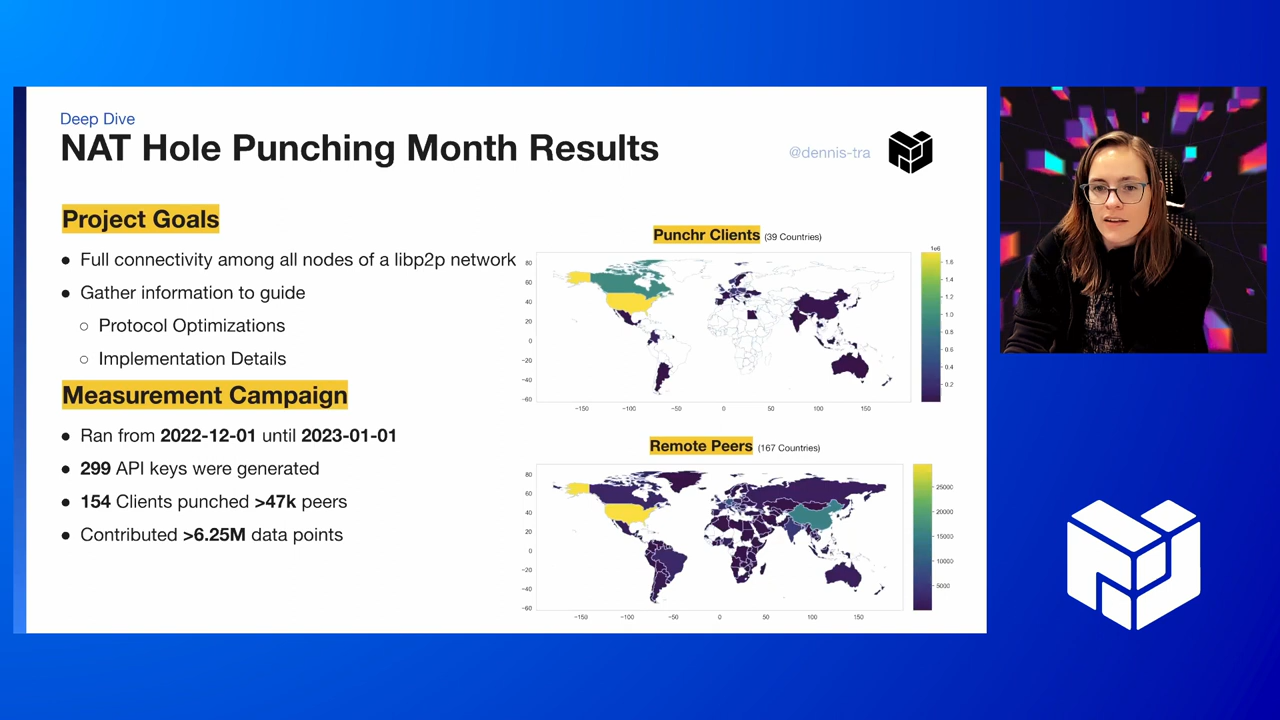 Deep Dive
NAT Hole Punching Month Results
@dennis-tra
Project Goals
● Full connectivity among all nodes of a libp2p network
● Gather information to guide
○ Protocol Optimizations
○ Implementation Details
Measurement Campaign
● Ran from 2022-12-01 until 2023-01-01
● 299 API keys were generated
● 154 Clients punched >47k peers
● Contributed >6.25M data points
Punchr Clients (39 Countries)
1e6
80
60
40
20
0
−20
−40
−60
−150 −100 −50 0 50 100 150
1.8
1.6
1.4
1.2
1.0
0.8
0.6
0.4
0.2
Remote Peers (167 Countries)
80
60
40
20
0
−20
−40
−60
−150 −100 −50 0 50 100 150
25000
20000
15000
10000
5000